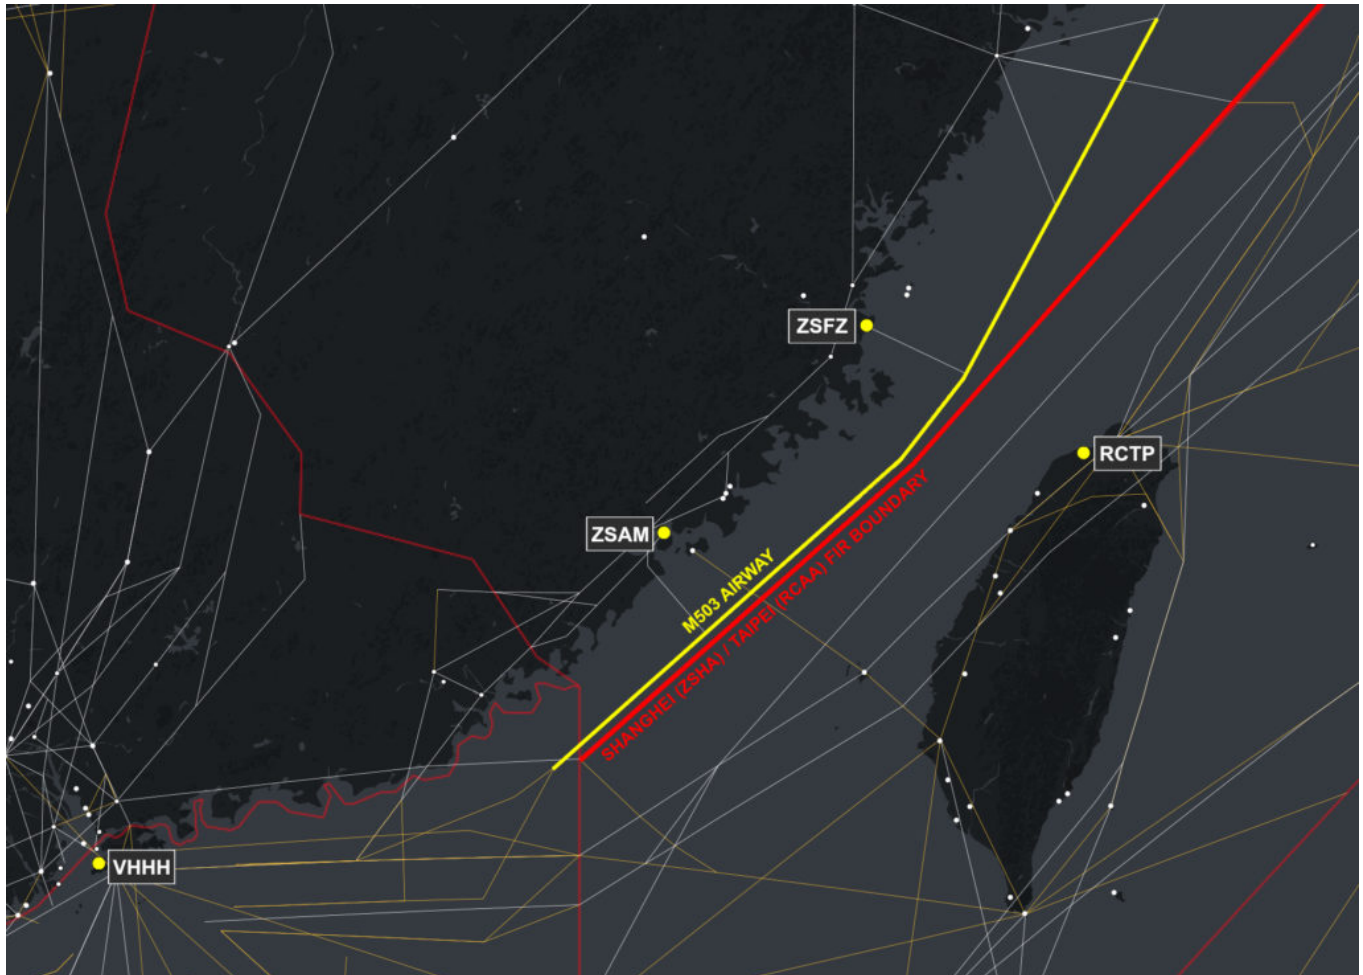 ZSFZ
RCTP
ZSAM
M503 AIRWAY
SHANGHEI (ZSHA) / TAIPEI (RCAA) FIR BOUNDARY
VHHH